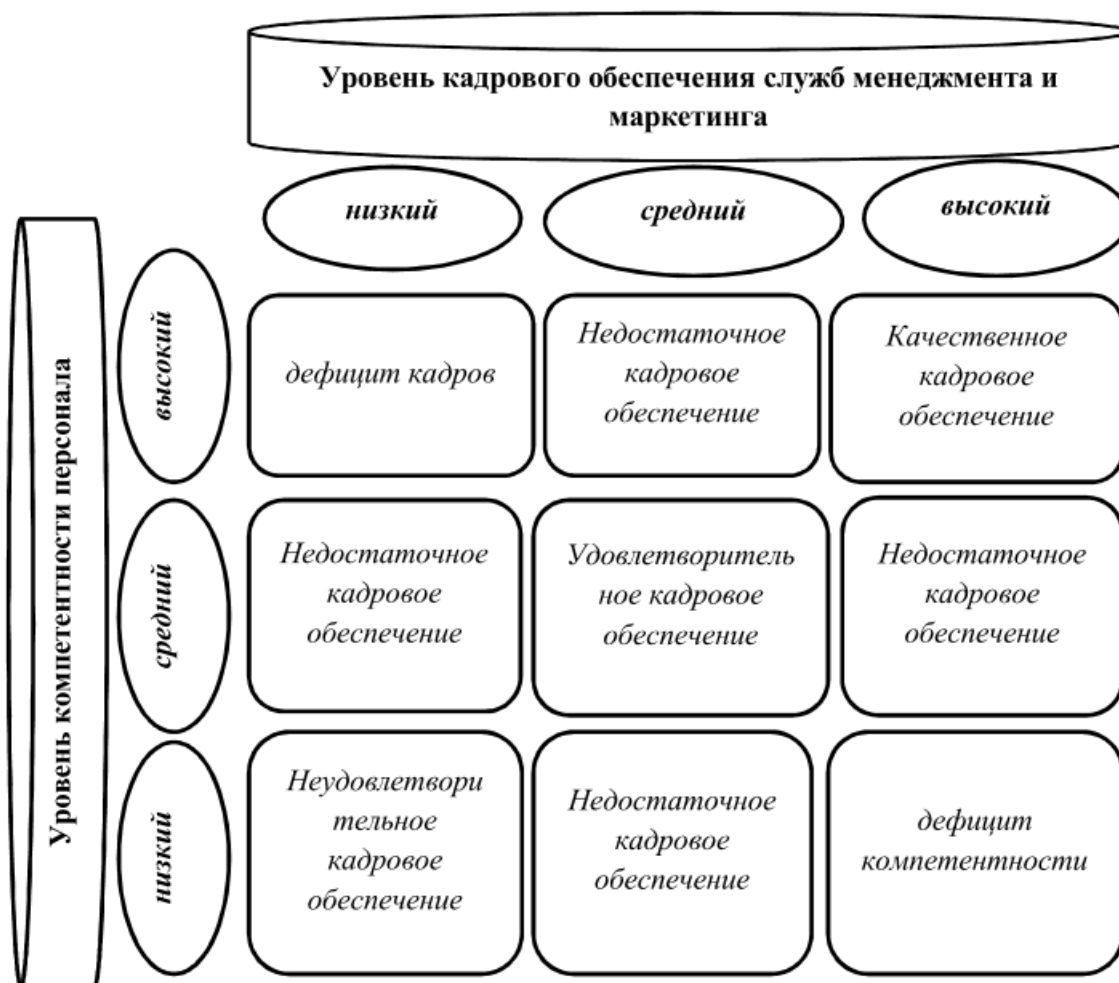 Уровень кадрового обеспечения служб менеджмента и
маркетинга
низкий
средний
высокий
Уровень компетентности персонала
высокий
дефицит кадров
Недостаточное
кадровое
обеспечение
Качественное
кадровое
обеспечение
средний
Недостаточное
кадровое
обеспечение
Удовлетворитель
ное кадровое
обеспечение
Недостаточное
кадровое
обеспечение
низкий
Неудовлетвори
тельное
кадровое
обеспечение
Недостаточное
кадровое
обеспечение
дефицит
компетентности